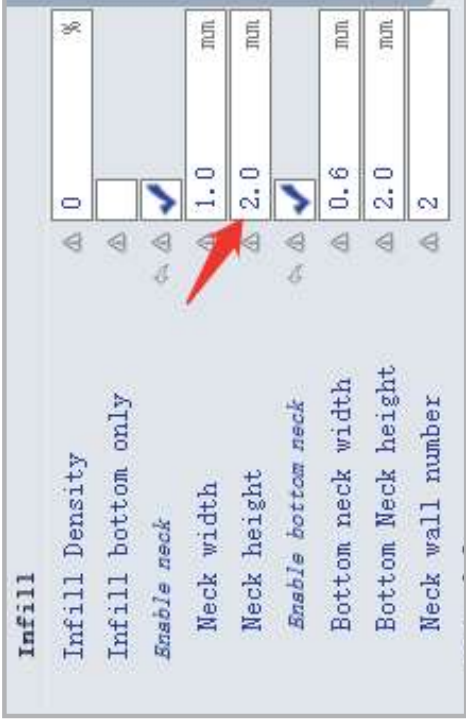 Infill
Infill Density 0 %
Infill bottom only
Enable neck
Neck width 1.0 mm
Neck height 2.0 mm
Enable bottom neck
Bottom neck width 0.6 mm
Bottom Neck height 2.0 mm
Neck wall number 2